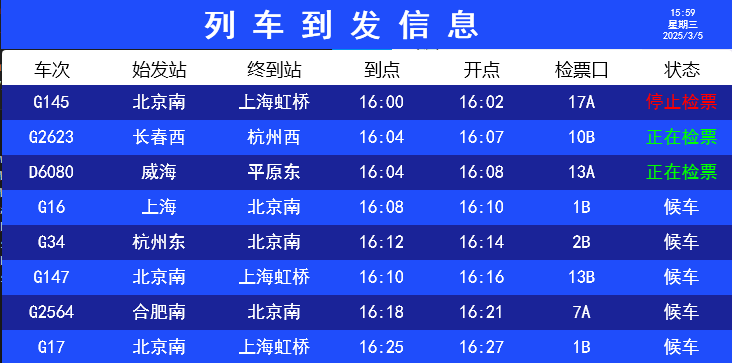 列车到发信息
15:59
星期三
2025/3/5
车次 始发站 终到站 到点 开点 检票口 状态
G145 北京南 上海虹桥 16:00 16:02 17A 停止检票
G2623 长春西 杭州西 16:04 16:07 10B 正在检票
D6080 威海 平原东 16:04 16:08 13A 正在检票
G16 上海 北京南 16:08 16:10 1B 候车
G34 杭州东 北京南 16:12 16:14 2B 候车
G147 北京南 上海虹桥 16:10 16:16 13B 候车
G2564 合肥南 北京南 16:18 16:21 7A 候车
G17 北京南 上海虹桥 16:25 16:27 1B 候车